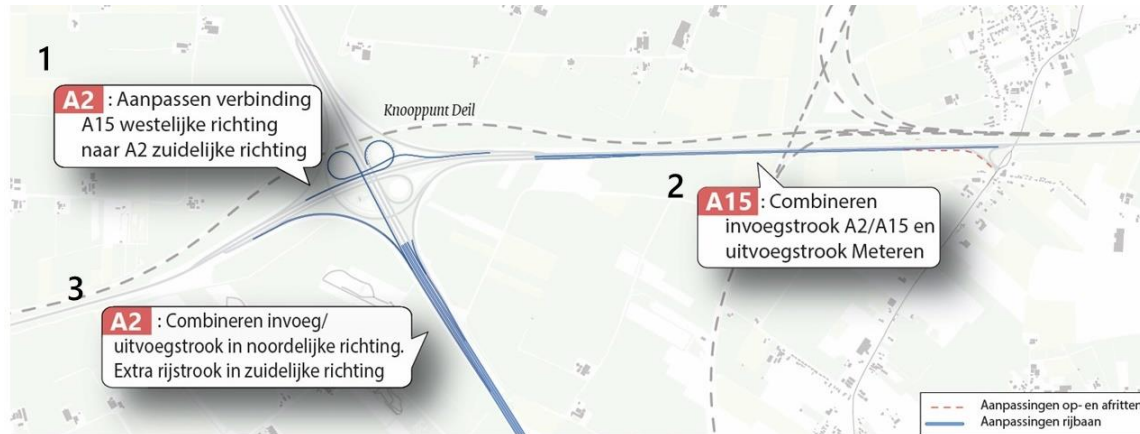 1
A2 : Aanpassen verbinding
A15 westelijke richting
naar A2 zuidelijke richting
Knooppunt Deil
2
A15 : Combineren
invoegstrook A2/A15 en
uitvoegstrook Meteren
3
A2 : Combineren invoeg/
uitvoegstrook in noordelijke richting.
Extra rijstrook in zuidelijke richting
Aanpassingen op- en afritten
Aanpassingen rijbaan